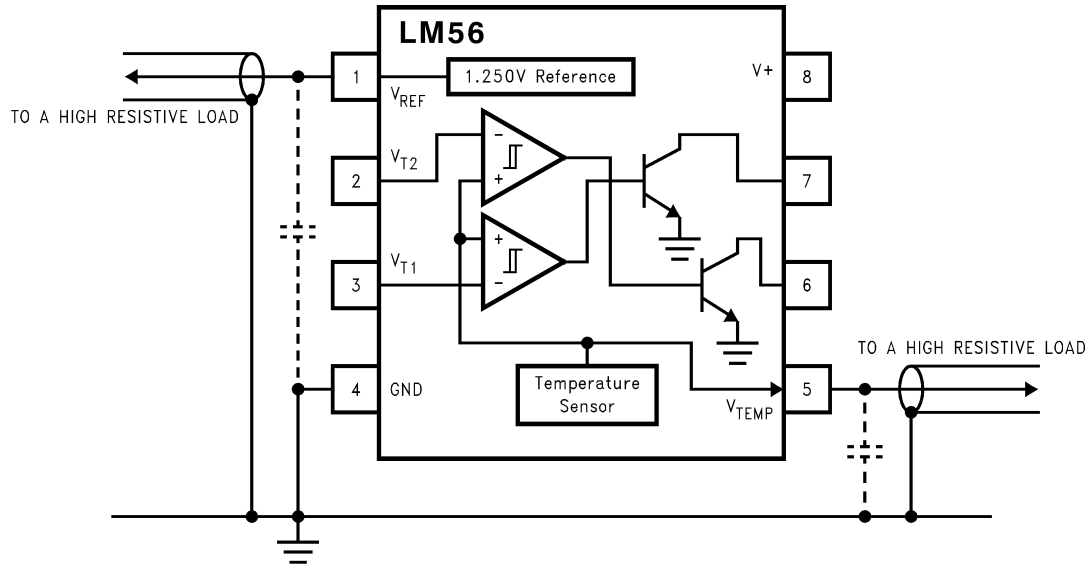 LM56
1
1.250V Reference
V+
8
VREF
TO A HIGH RESISTIVE LOAD
VT2
−
2
+
7
VT1
+
3
−
6
TO A HIGH RESISTIVE LOAD
4
GND
Temperature
Sensor
5
VTEMP